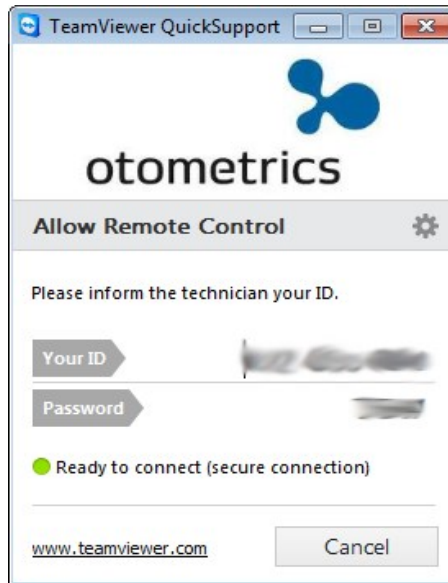 TeamViewer QuickSupport
otometrics
Allow Remote Control
Please inform the technician your ID.
Your ID
Password
Ready to connect (secure connection)
www.teamviewer.com
Cancel